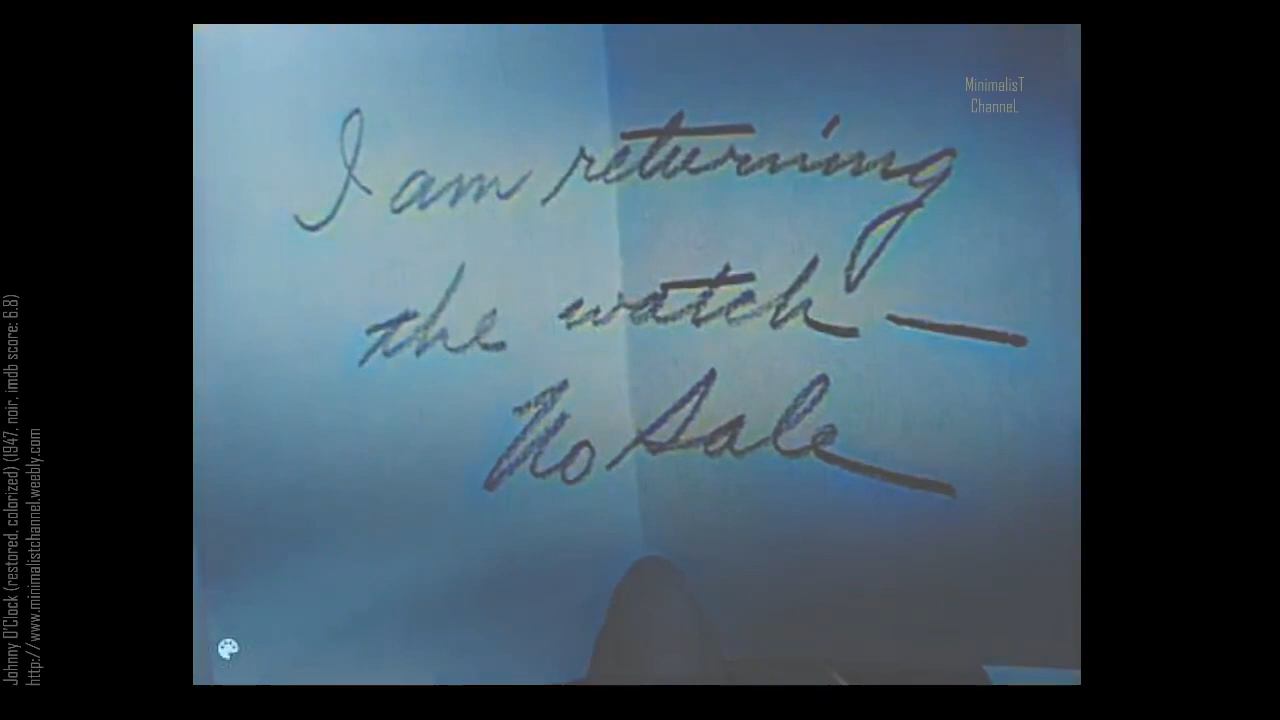 I am returning
the watch —
No Sale
MinimalisT
ChanneL
Johnny O'Clock (restored, colorized) (1947, noir, imdb score: 6.8)
http://www.minimalistchannel.weebly.com